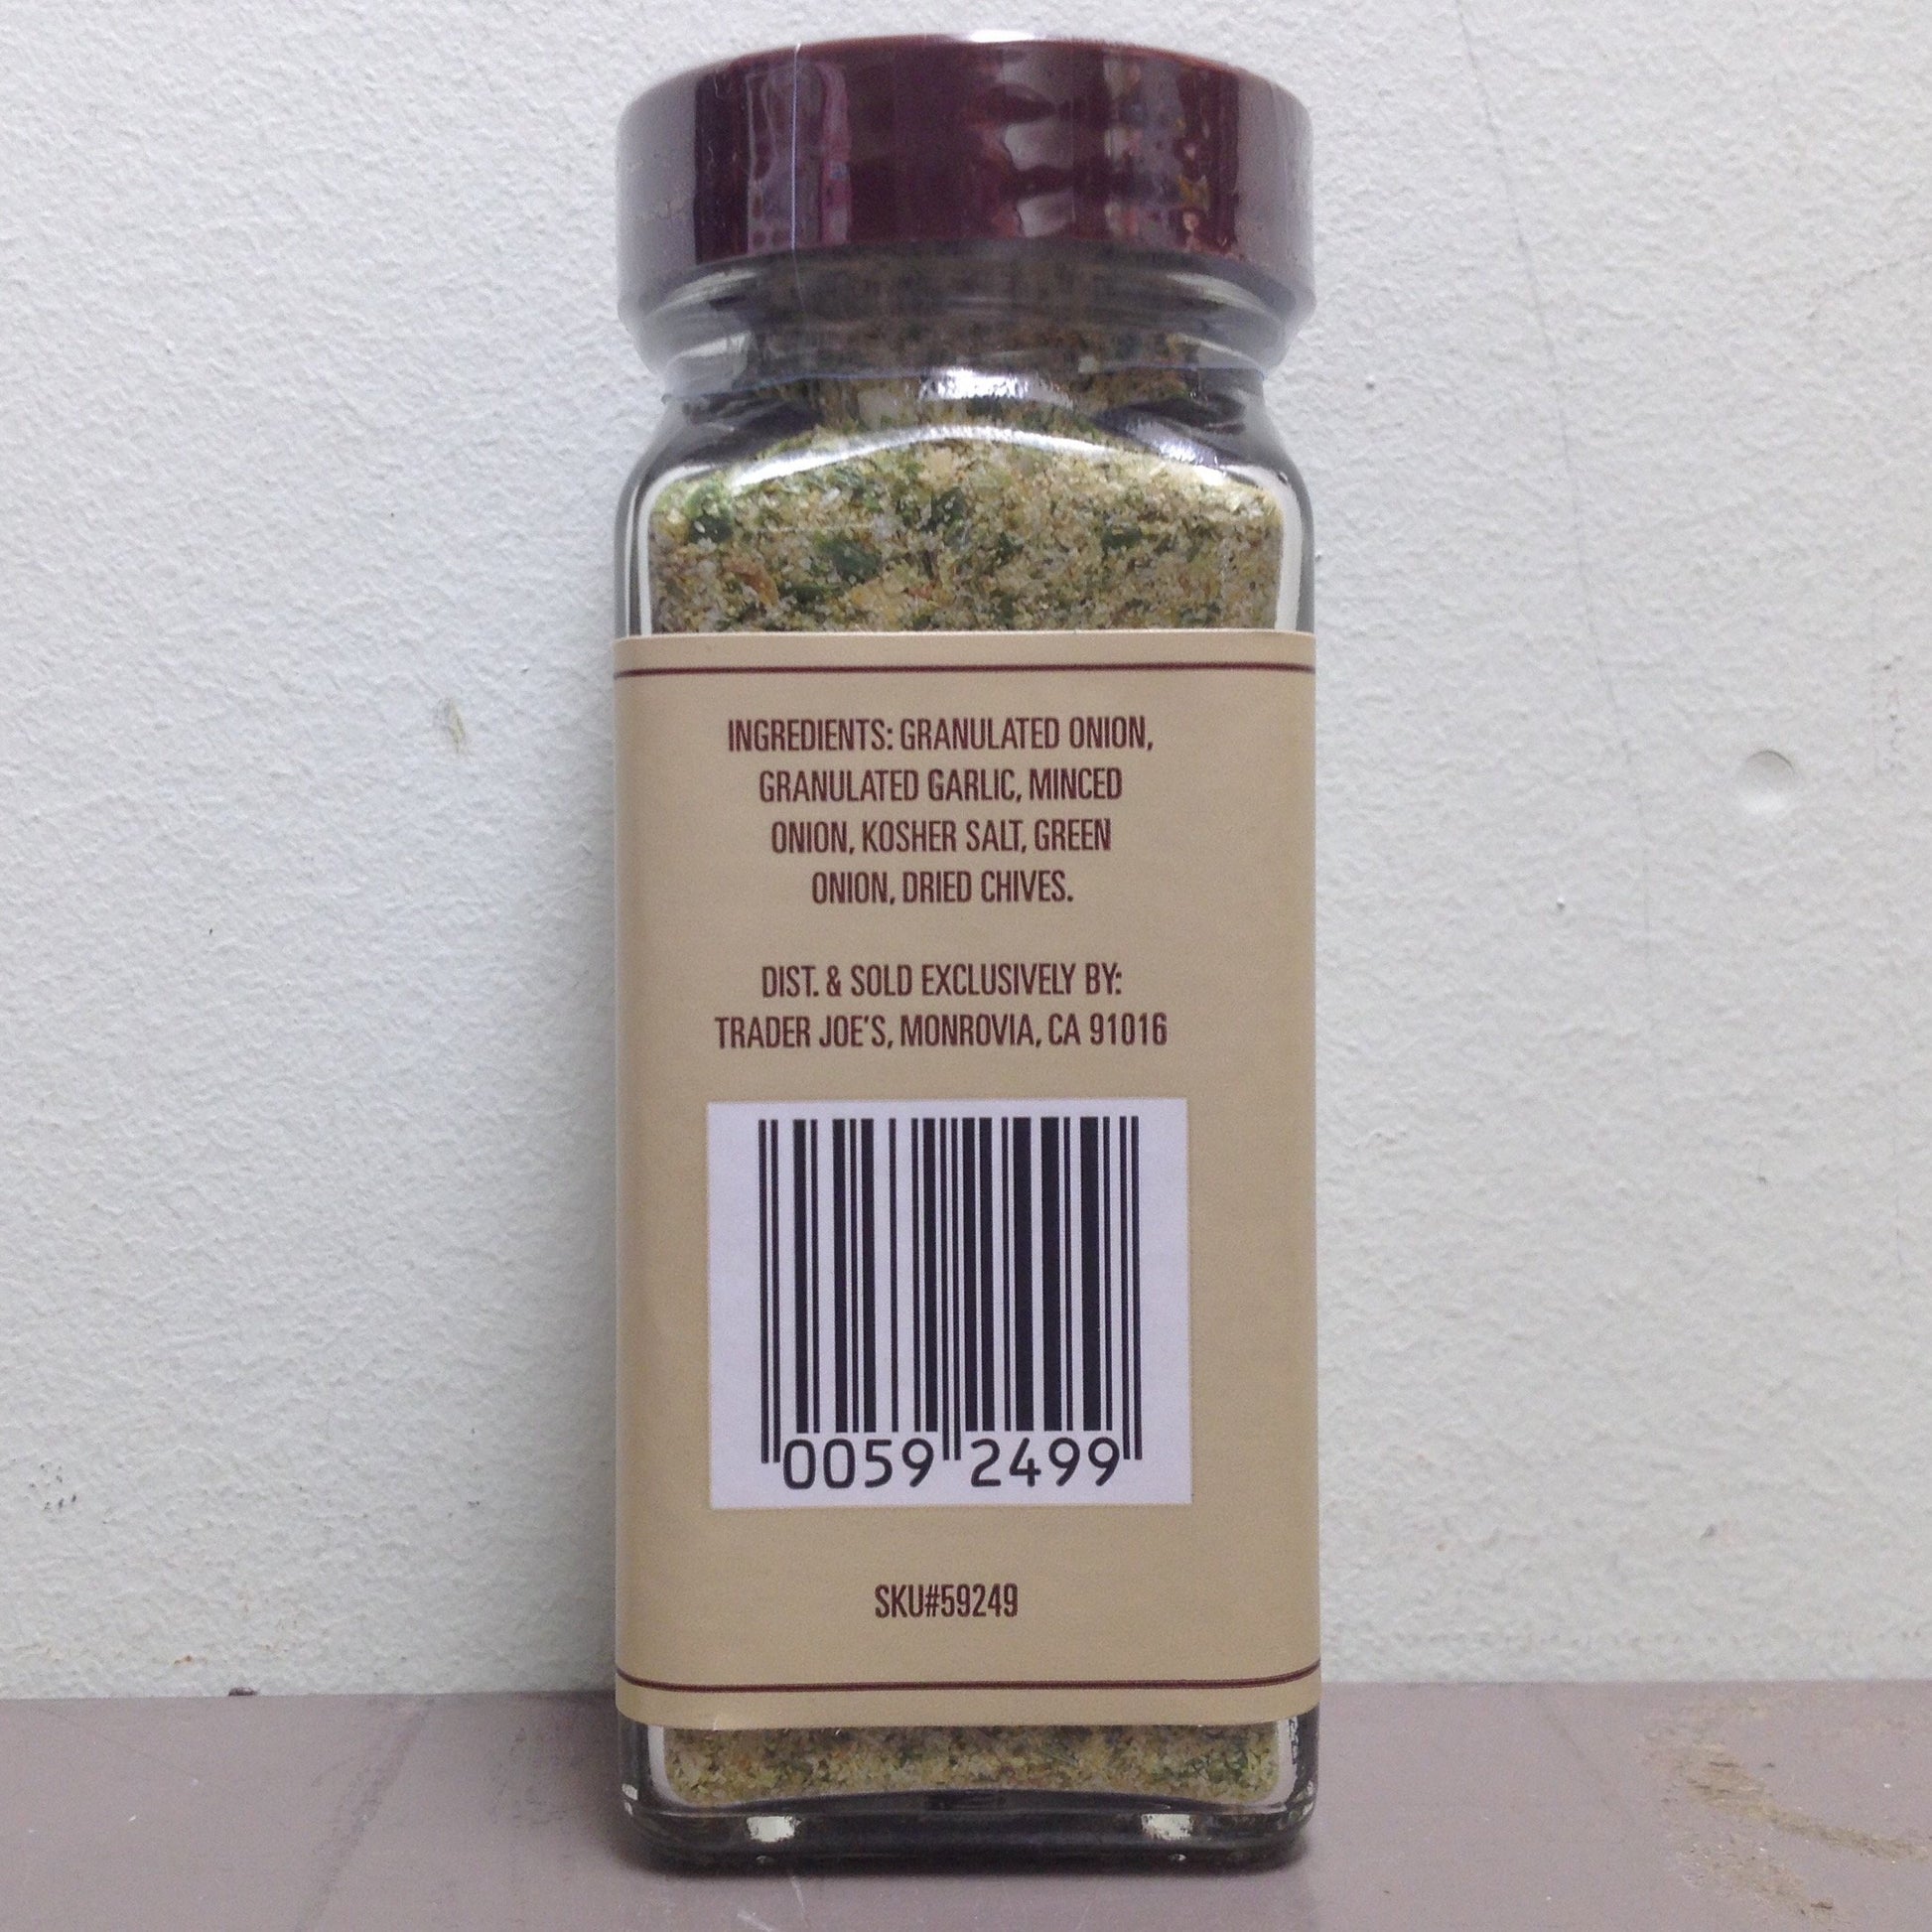 INGREDIENTS: GRANULATED ONION,
GRANULATED GARLIC, MINCED
ONION, KOSHER SALT, GREEN
ONION, DRIED CHIVES.
DIST. & SOLD EXCLUSIVELY BY:
TRADER JOE'S, MONROVIA, CA 91016
0059 2499
SKU#59249